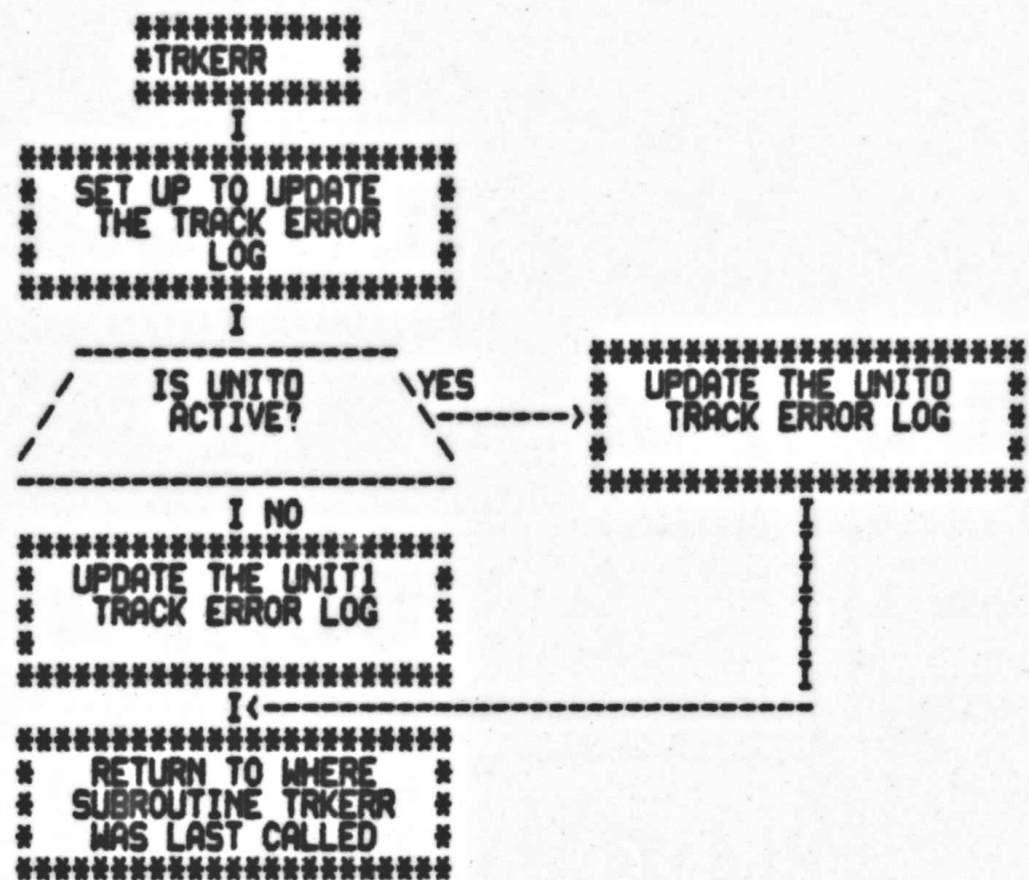 TRKERR
SET UP TO UPDATE
THE TRACK ERROR
LOG
IS UNIT0
ACTIVE?
YES
UPDATE THE UNIT0
TRACK ERROR LOG
NO
UPDATE THE UNIT1
TRACK ERROR LOG
RETURN TO WHERE
SUBROUTINE TRKERR
WAS LAST CALLED